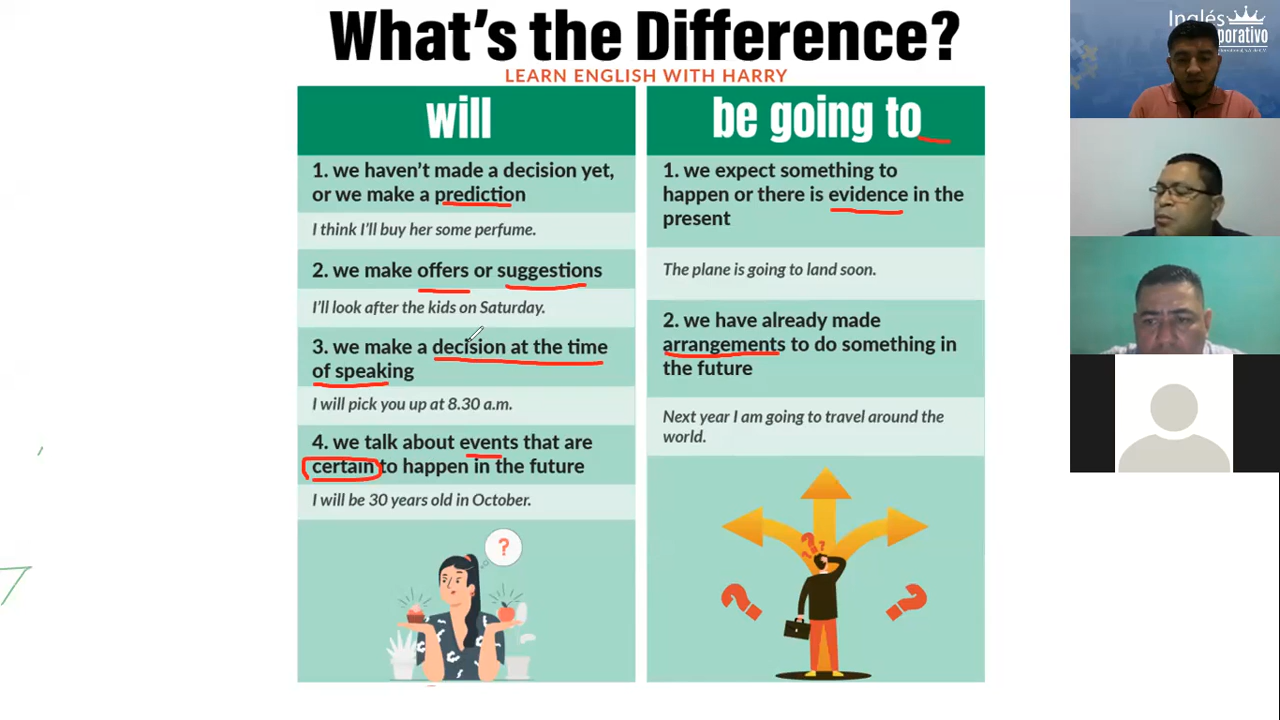 What's the Difference?
LEARN ENGLISH WITH HARRY
will
1. we haven't made a decision yet,
or we make a prediction
I think I'll buy her some perfume.
2. we make offers or suggestions
I'll look after the kids on Saturday.
3. we make a decision at the time
of speaking
I will pick you up at 8.30 a.m.
4. we talk about events that are
certain to happen in the future
I will be 30 years old in October.
?
be going to
1. we expect something to
happen or there is evidence in the
present
The plane is going to land soon.
2. we have already made
arrangements to do something in
the future
Next year I am going to travel around the
world.
? ?
? ?
Inglés
porativo